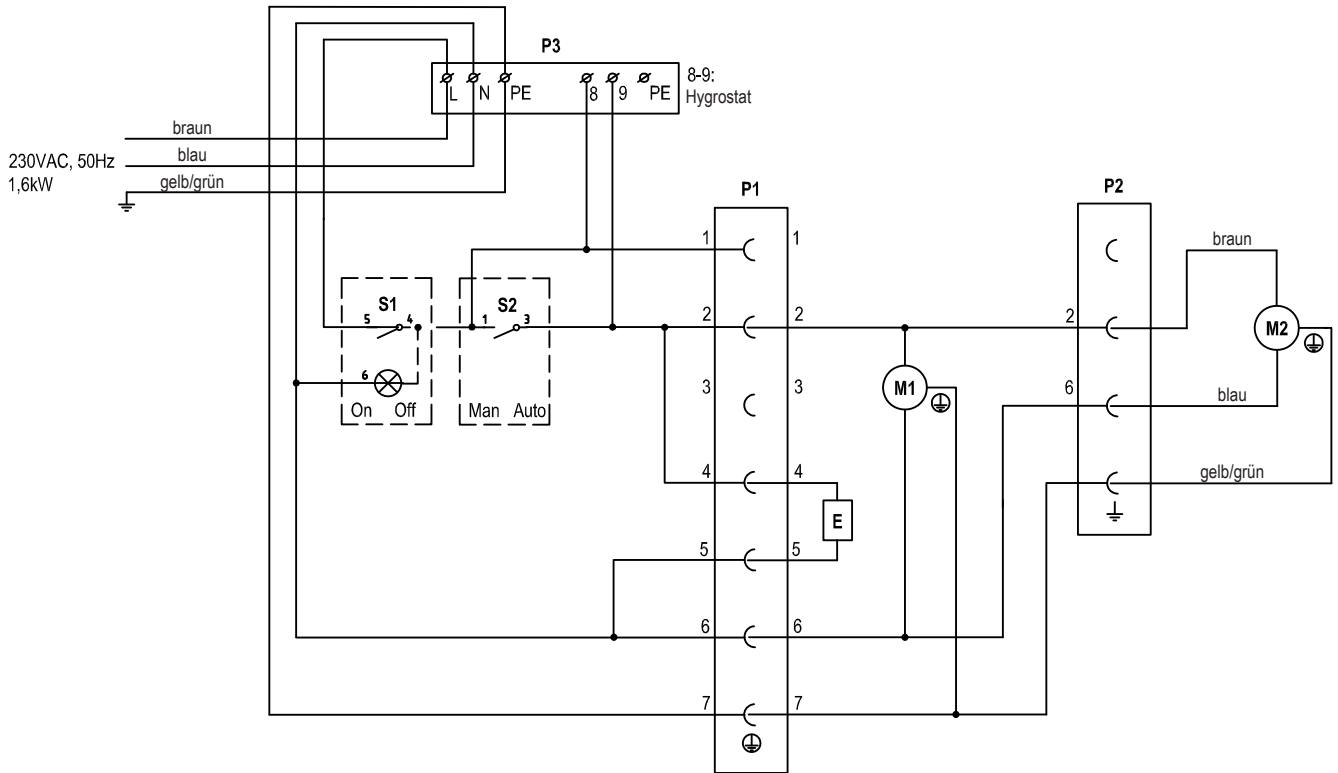 P3
L N PE 8 9 PE
8-9:
Hygrostat
braun
230VAC, 50Hz
1,6kW
blau
gelb/grün
P1
P2
1 1
braun
S1
S2
5 4
1 3
2 2
2
M2
6
On Off
Man Auto
3 3
M1
6
blau
4 4
gelb/grün
E
5 5
6 6
7 7